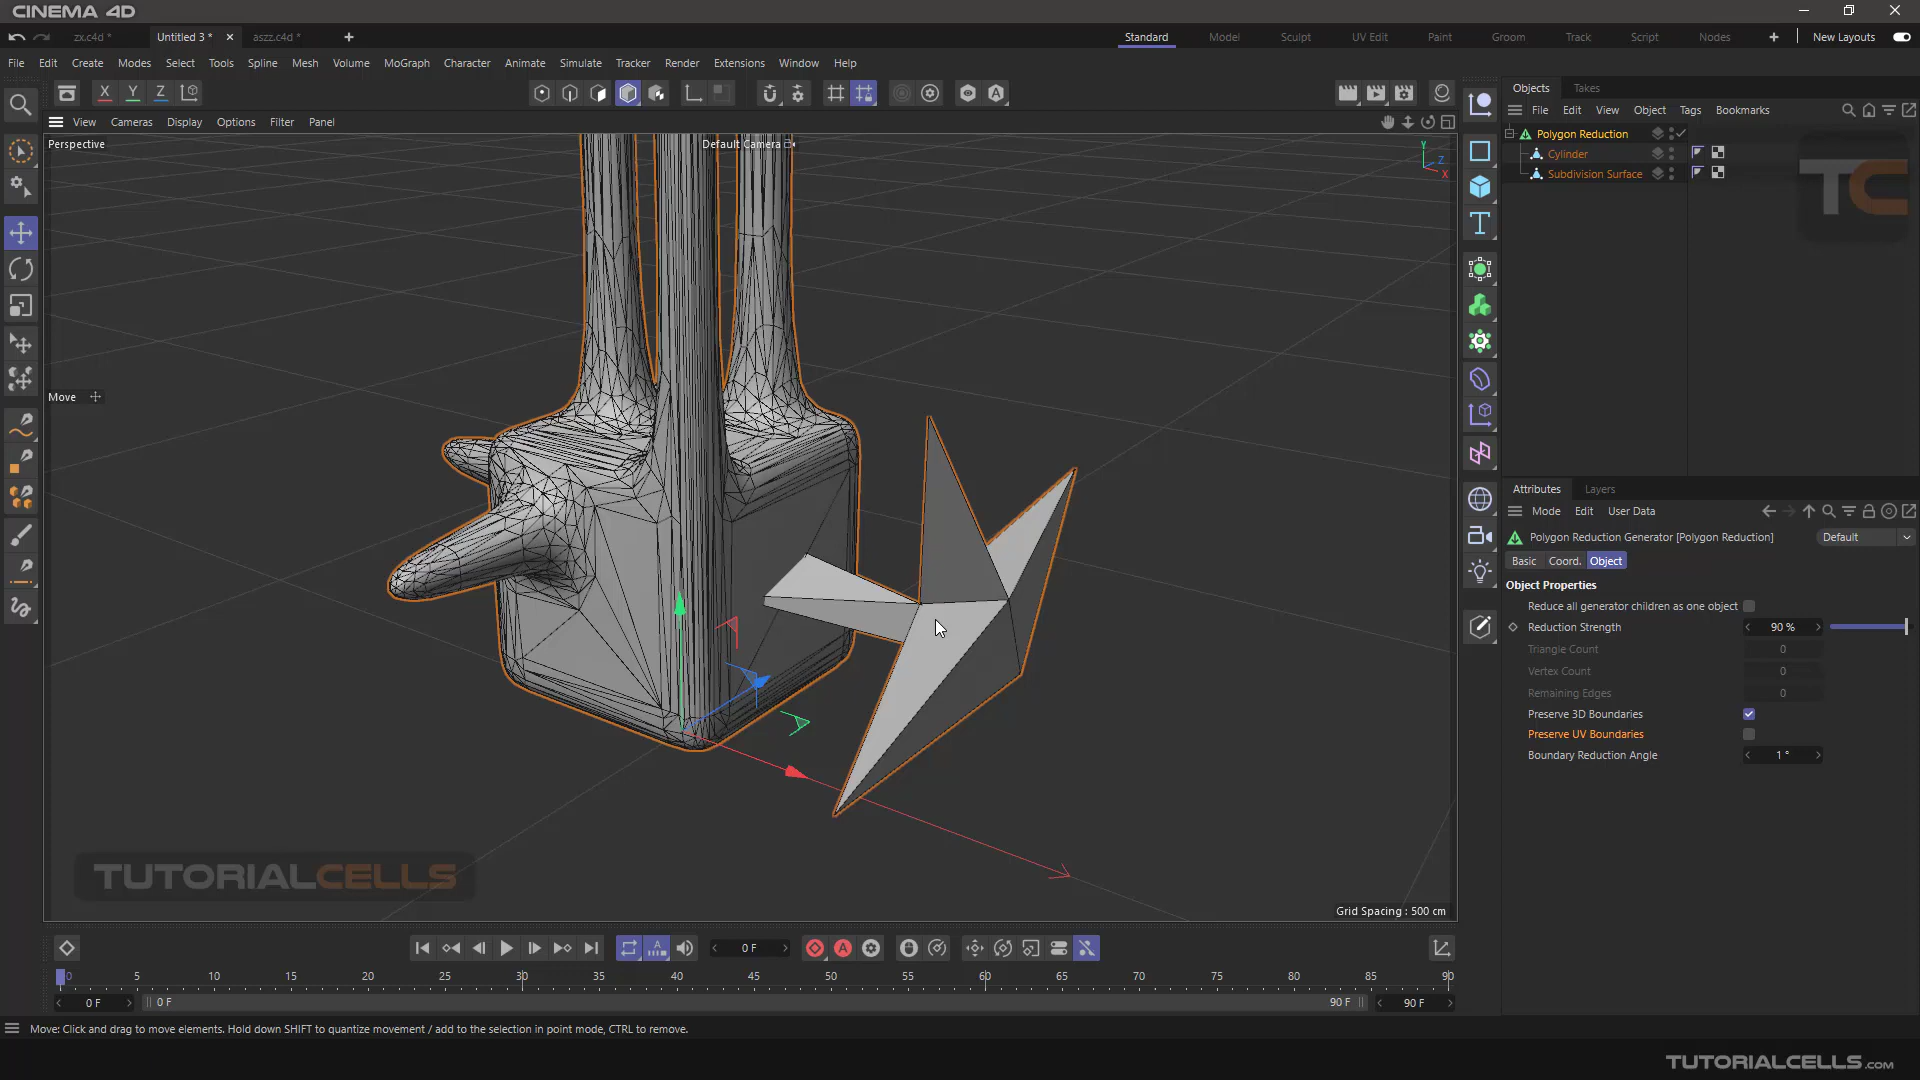 CINEMA 4D
zx.c4d *
Untitled 3 *
aszz.c4d *
Standard
Model
Sculpt
UV Edit
Paint
Groom
Track
Script
Nodes
New Layouts
File Edit Create Modes Select Tools Spline Mesh Volume MoGraph Character Animate Simulate Tracker Render Extensions Window Help
X Y Z
View Cameras Display Options Filter Panel
Perspective
Default Camera
Y
Z
X
Move
TUTORIALCELLS
Grid Spacing : 500 cm
Objects Takes
File Edit View Object Tags Bookmarks
Polygon Reduction
Cylinder
Subdivision Surface
TC
Attributes Layers
Mode Edit User Data
Polygon Reduction Generator [Polygon Reduction]
Default
Basic Coord. Object
Object Properties
Reduce all generator children as one object
Reduction Strength 90 %
Triangle Count 0
Vertex Count 0
Remaining Edges 0
Preserve 3D Boundaries
Preserve UV Boundaries
Boundary Reduction Angle 1 °
0 F
0 5 10 15 20 25 30 35 40 45 50 55 60 65 70 75 80 85 90
0 F 0 F 90 F 90 F
Move: Click and drag to move elements. Hold down SHIFT to quantize movement / add to the selection in point mode, CTRL to remove.
TUTORIALCELLS.com